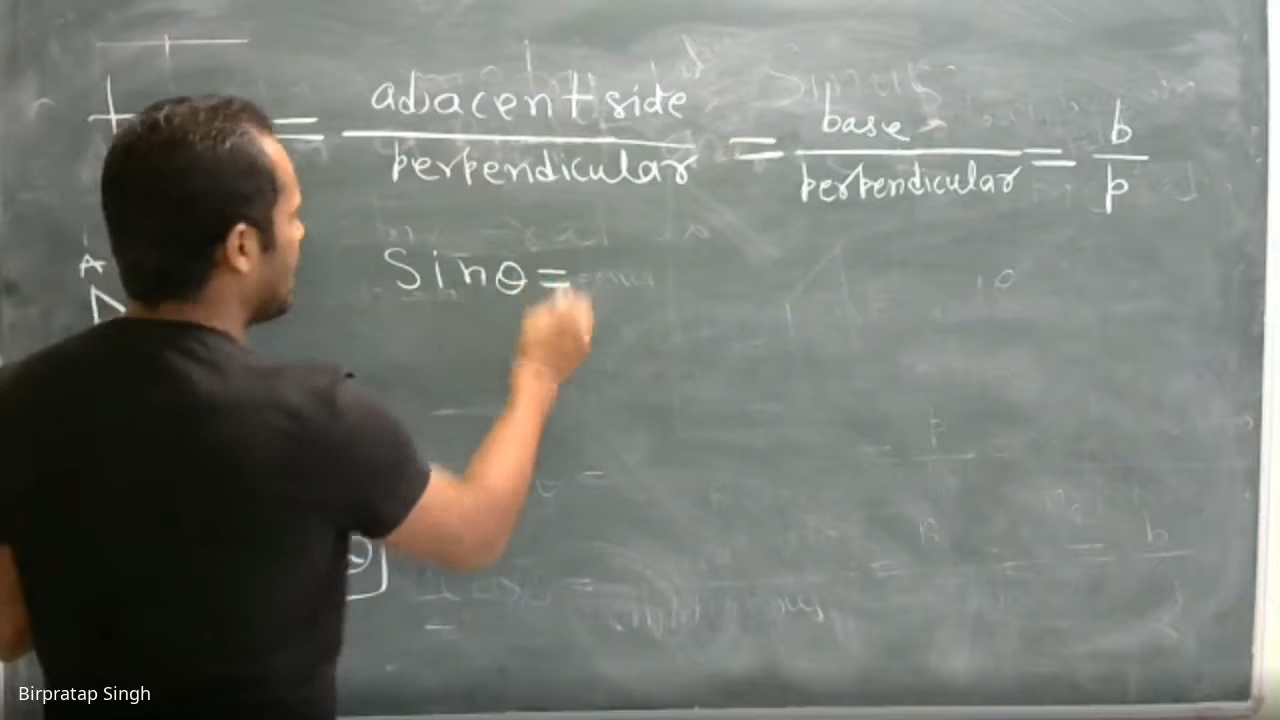 = adjacent side / perpendicular = base / perpendicular = b / p
A
Sinθ =
Birpratap Singh